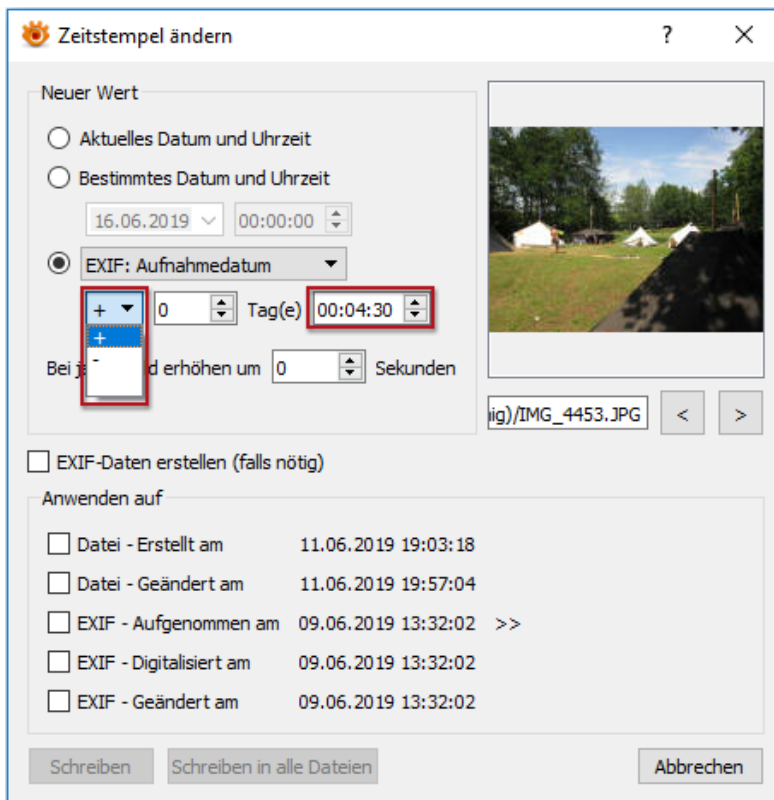 Zeitstempel ändern ? X
Neuer Wert
Aktuelles Datum und Uhrzeit
Bestimmtes Datum und Uhrzeit
16.06.2019 00:00:00
EXIF: Aufnahmedatum
+ 0 Tag(e) 00:04:30
+
-
Bei erhöhen um 0 Sekunden
)/IMG_4453.JPG < >
EXIF-Daten erstellen (falls nötig)
Anwenden auf
Datei - Erstellt am 11.06.2019 19:03:18
Datei - Geändert am 11.06.2019 19:57:04
EXIF - Aufgenommen am 09.06.2019 13:32:02 >>
EXIF - Digitalisiert am 09.06.2019 13:32:02
EXIF - Geändert am 09.06.2019 13:32:02
Schreiben Schreiben in alle Dateien Abbrechen